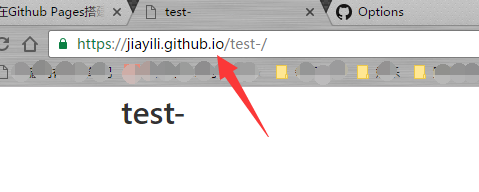 在Github Pages搭建
test-
Options
https://jiayili.github.io/test-/
test-